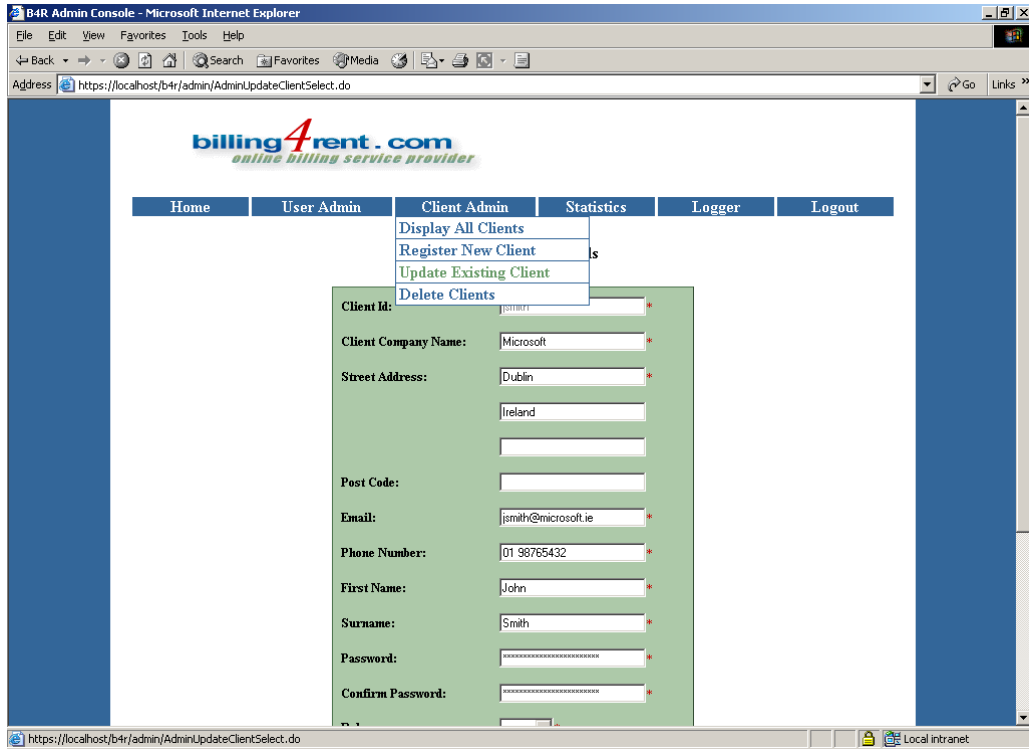 B4R Admin Console - Microsoft Internet Explorer
File Edit View Favorites Tools Help
Back Search Favorites Media
Address https://localhost/b4r/admin/AdminUpdateClientSelect.do Go Links »
billing4rent.com
online billing service provider
Home User Admin Client Admin Statistics Logger Logout
Display All Clients
Register New Client
Update Existing Client
Delete Clients
Client Id: jsmith *
Client Company Name: Microsoft *
Street Address: Dublin *
Ireland
Post Code:
Email: jsmith@microsoft.ie *
Phone Number: 01 98765432 *
First Name: John *
Surname: Smith *
Password: ************************ *
Confirm Password: ************************ *
https://localhost/b4r/admin/AdminUpdateClientSelect.do Local intranet